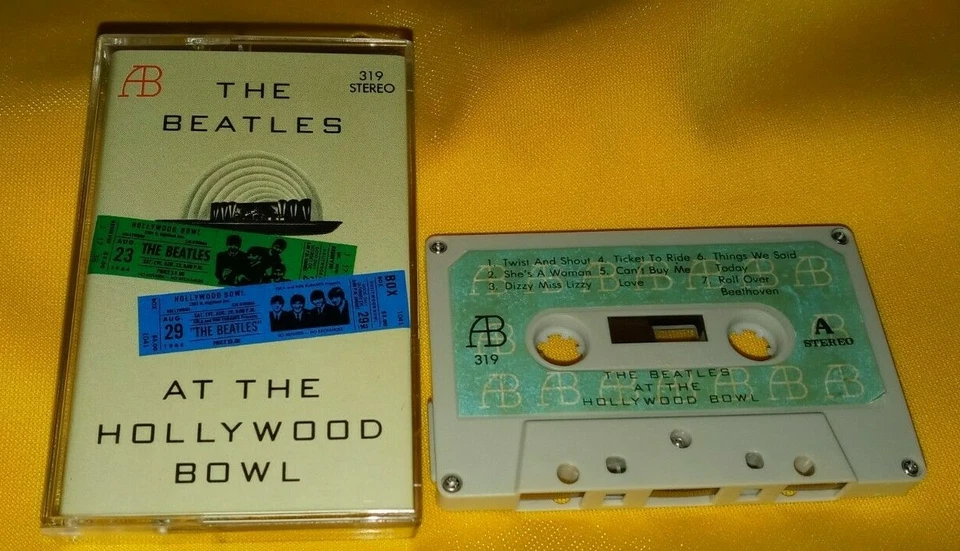 AB
THE
BEATLES
319
STEREO
HOLLYWOOD BOWL
AUG
23
THE BEATLES
HOLLYWOOD BOWL
AUG
29
"THE BEATLES"
BOX
AT THE
HOLLYWOOD
BOWL
1. Twist And Shout 4. Ticket To Ride 6. Things We Said
2. She's A Woman 5. Can't Buy Me Today
3. Dizzy Miss Lizzy Love 7. Roll Over
Beethoven
AB
319
A
STEREO
THE BEATLES
AT THE
HOLLYWOOD BOWL